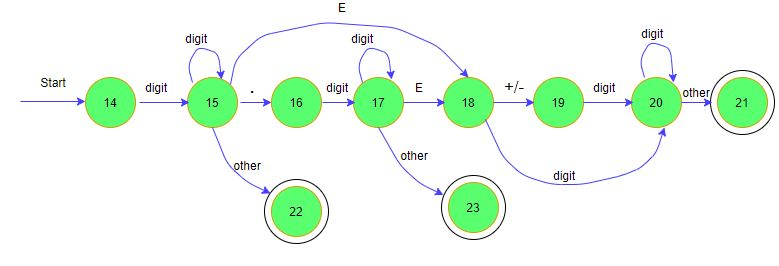 E
digit
digit
digit
Start
digit
.
digit
E
+/-
digit
other
14
15
16
17
18
19
20
21
other
other
digit
22
23